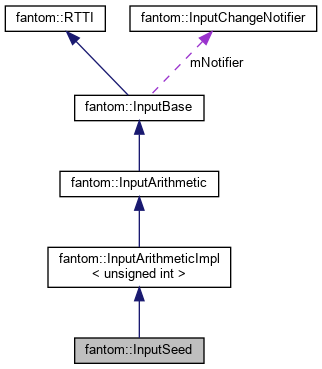 fantom::RTTI
fantom::InputChangeNotifier
mNotifier
fantom::InputBase
fantom::InputArithmetic
fantom::InputArithmeticImpl
< unsigned int >
fantom::InputSeed